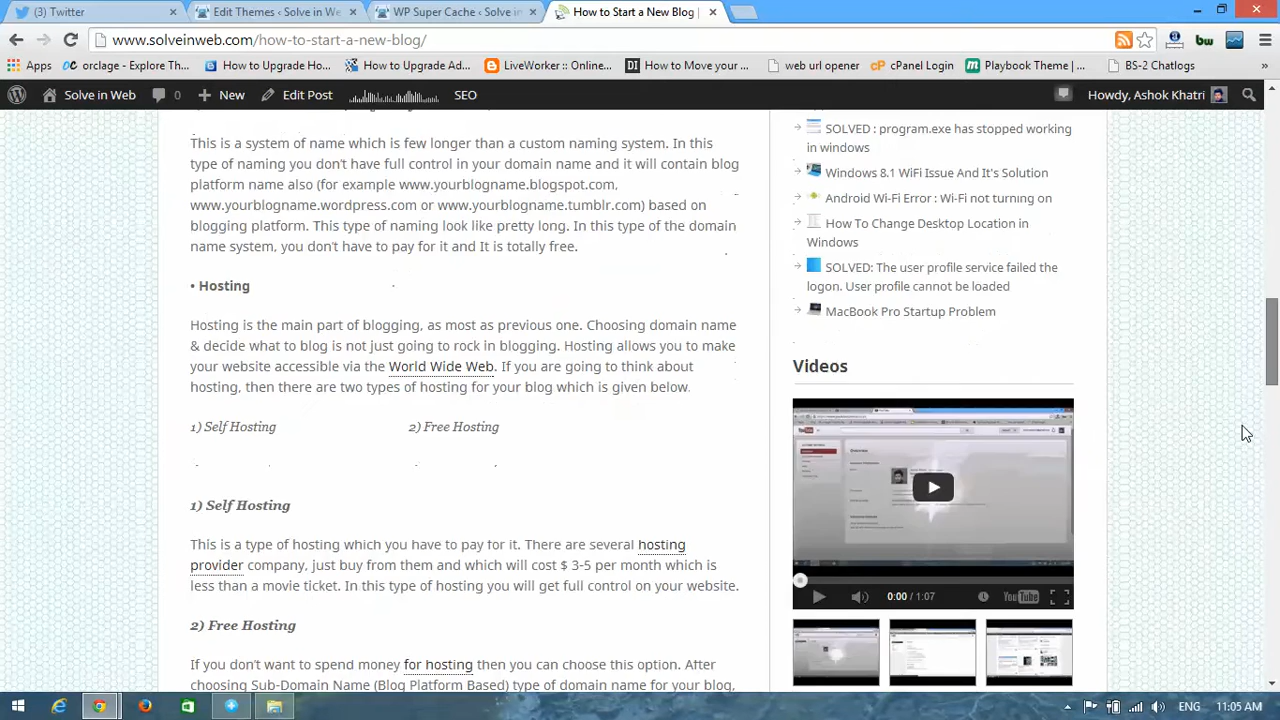 Twitter
Edit Themes ‹ Solve in We
WP Super Cache ‹ Solve in
How to Start a New Blog |
www.solveinweb.com/how-to-start-a-new-blog/
Apps
orclage - Explore Th...
How to Upgrade Ho...
How to Upgrade Ad...
LiveWorker :: Online...
How to Move your ...
web url opener
cPanel Login
Playbook Theme | ...
BS-2 Chatlogs
Solve in Web
0
New
Edit Post
SEO
Howdy, Ashok Khatri
This is a system of name which is few longer than a custom naming system. In this
type of naming you don't have full control in your domain name and it will contain blog
platform name also (for example www.yourblogname.blogspot.com,
www.yourblogname.wordpress.com or www.yourblogname.tumblr.com) based on
blogging platform. This type of naming look like pretty long. In this type of the domain
name system, you don't have to pay for it and It is totally free.
• Hosting
Hosting is the main part of blogging, as most as previous one. Choosing domain name
& decide what to blog is not just going to rock in blogging. Hosting allows you to make
your website accessible via the World Wide Web. If you are going to think about
hosting, then there are two types of hosting for your blog which is given below.
1) Self Hosting 2) Free Hosting
1) Self Hosting
This is a type of hosting which you have to pay for it. There are several hosting
provider company, just buy from them and which will cost $ 3-5 per month which is
less than a movie ticket. In this type of hosting you will get full control on your website.
2) Free Hosting
If you don't want to spend money for hosting then you can choose this option. After
choosing Sub-Domain Name (Blog Platform Based) type of domain name for your blog,
SOLVED : program.exe has stopped working
in windows
Windows 8.1 WiFi Issue And It's Solution
Android Wi-Fi Error : Wi-Fi not turning on
How To Change Desktop Location in
Windows
SOLVED: The user profile service failed the
logon. User profile cannot be loaded
MacBook Pro Startup Problem
Videos
0:00 / 1:07
YouTube
ENG
11:05 AM